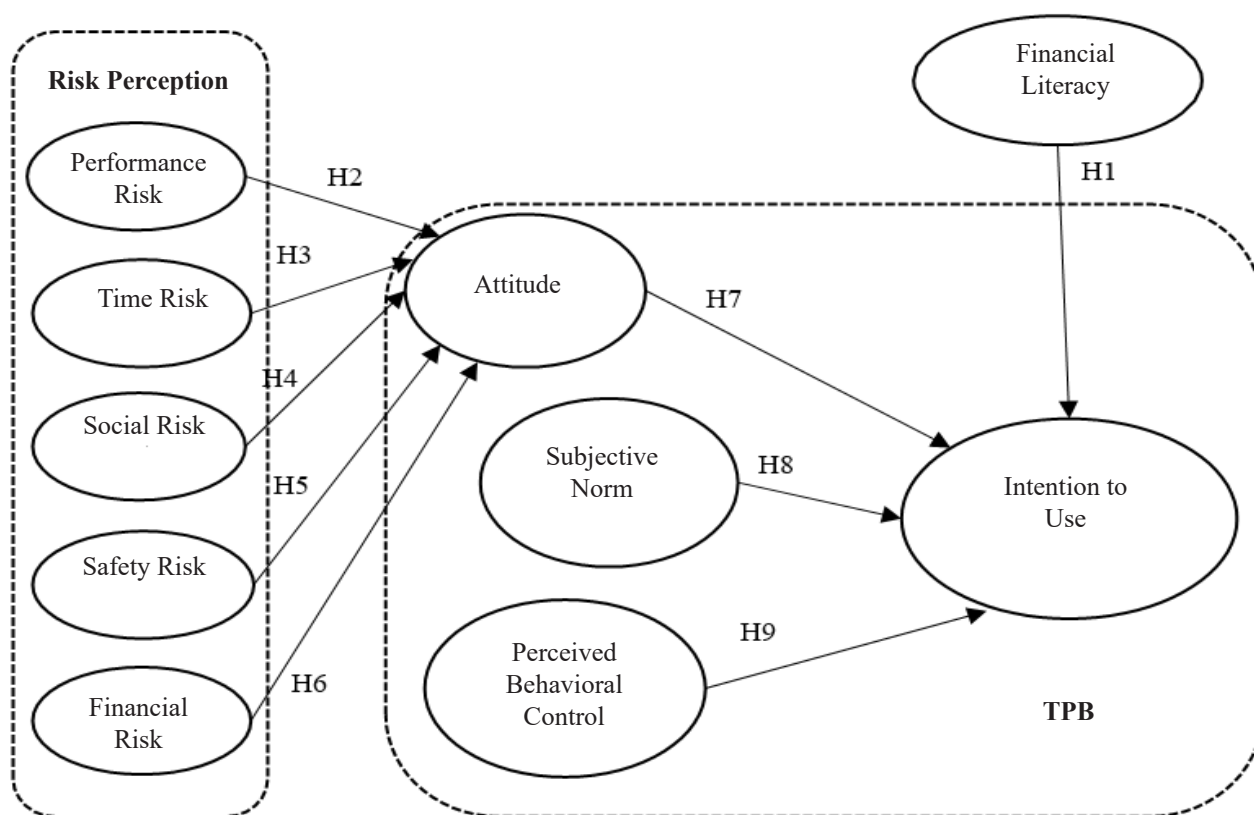 Risk Perception
Performance
Risk
Time Risk
Social Risk
Safety Risk
Financial
Risk
H2
H3
H4
H5
H6
Attitude
Subjective
Norm
Perceived
Behavioral
Control
H7
H8
H9
Financial
Literacy
H1
Intention to
Use
TPB